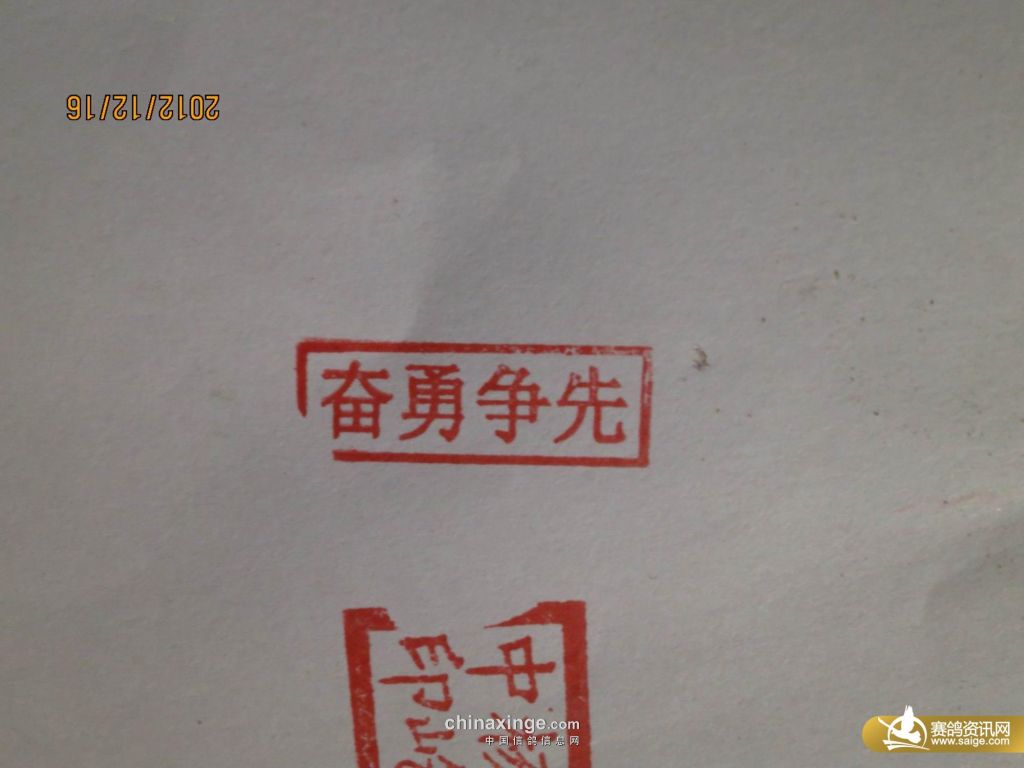 2012/12/16
奋勇争先
中
印
chinaxinge.com
中国信鸽信息网
赛鸽资讯网
www.saige.com